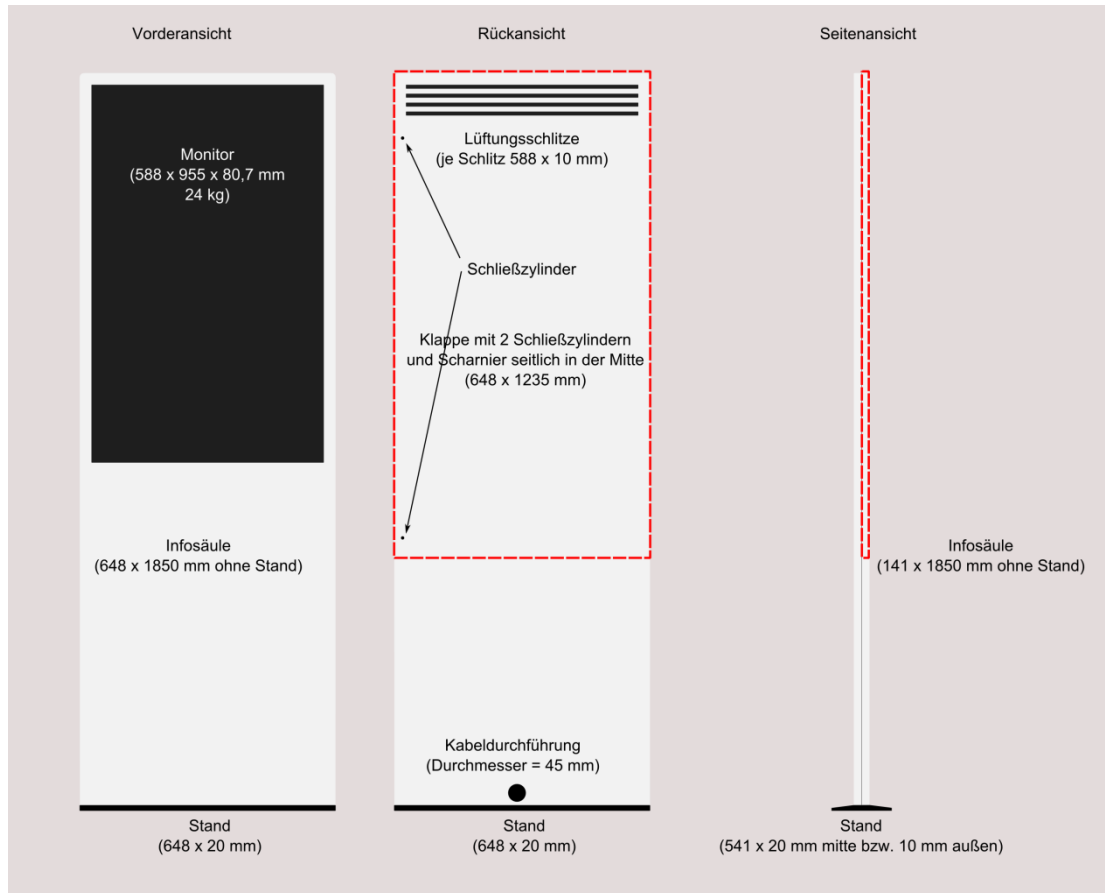 Vorderansicht
Monitor
(588 x 955 x 80,7 mm
24 kg)
Infosäule
(648 x 1850 mm ohne Stand)
Stand
(648 x 20 mm)
Rückansicht
Lüftungsschlitze
(je Schlitz 588 x 10 mm)
Schließzylinder
Klappe mit 2 Schließzylindern
und Scharnier seitlich in der Mitte
(648 x 1235 mm)
Kabeldurchführung
(Durchmesser = 45 mm)
Stand
(648 x 20 mm)
Seitenansicht
Infosäule
(141 x 1850 mm ohne Stand)
Stand
(541 x 20 mm mitte bzw. 10 mm außen)